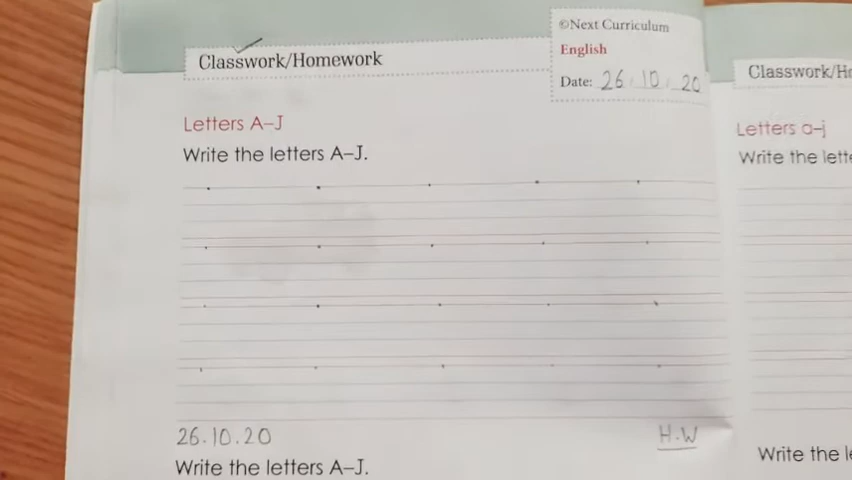 ©Next Curriculum
English
Classwork/Homework
Date: 26.10.20
Letters A–J
Write the letters A–J.
26.10.20 H.W
Write the letters A–J.
Classwork/
Letters a–j
Write the
Write the